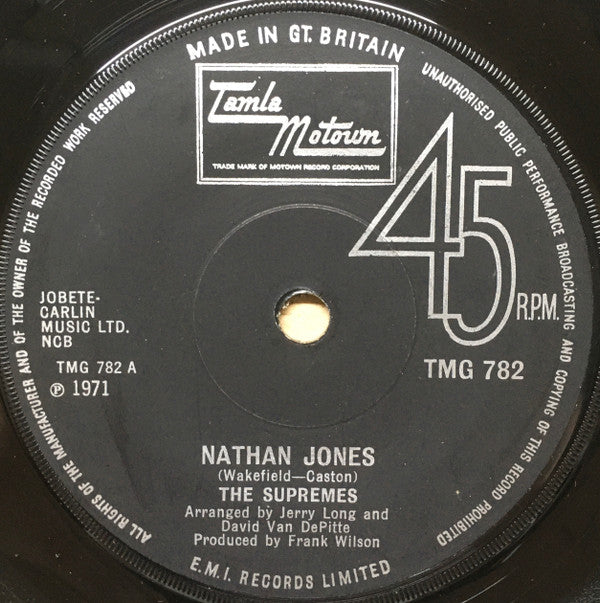 MADE IN GT. BRITAIN
UNAUTHORISED PUBLIC PERFORMANCE BROADCASTING AND COPYING OF THIS RECORD PROHIBITED
ALL RIGHTS OF THE MANUFACTURER AND OF THE OWNER OF THE RECORDED WORK RESERVED
Tamla
Motown
TRADE MARK OF MOTOWN RECORD CORPORATION
45 R.P.M.
JOBETE-
CARLIN
MUSIC LTD.
NCB
TMG 782 A
℗ 1971
TMG 782
NATHAN JONES
(Wakefield—Caston)
THE SUPREMES
Arranged by Jerry Long and
David Van DePitte
Produced by Frank Wilson
E.M.I. RECORDS LIMITED